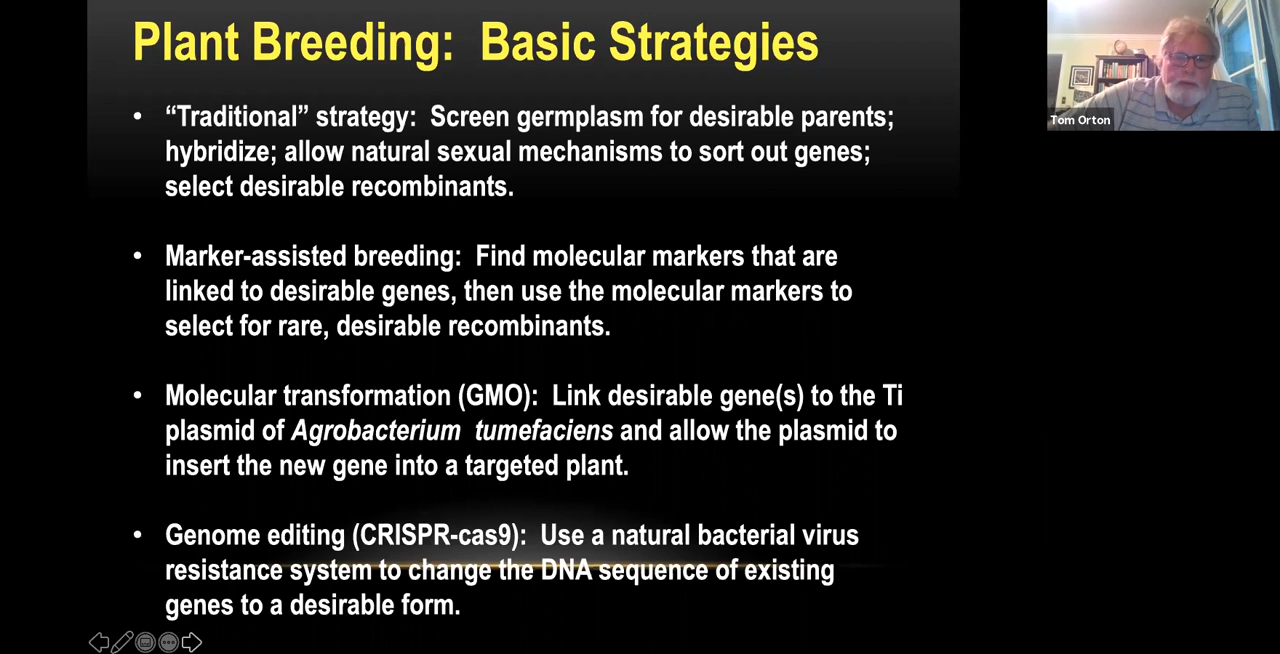 Plant Breeding: Basic Strategies
Tom Orton
• “Traditional” strategy: Screen germplasm for desirable parents;
hybridize; allow natural sexual mechanisms to sort out genes;
select desirable recombinants.
• Marker-assisted breeding: Find molecular markers that are
linked to desirable genes, then use the molecular markers to
select for rare, desirable recombinants.
• Molecular transformation (GMO): Link desirable gene(s) to the Ti
plasmid of Agrobacterium tumefaciens and allow the plasmid to
insert the new gene into a targeted plant.
• Genome editing (CRISPR-cas9): Use a natural bacterial virus
resistance system to change the DNA sequence of existing
genes to a desirable form.